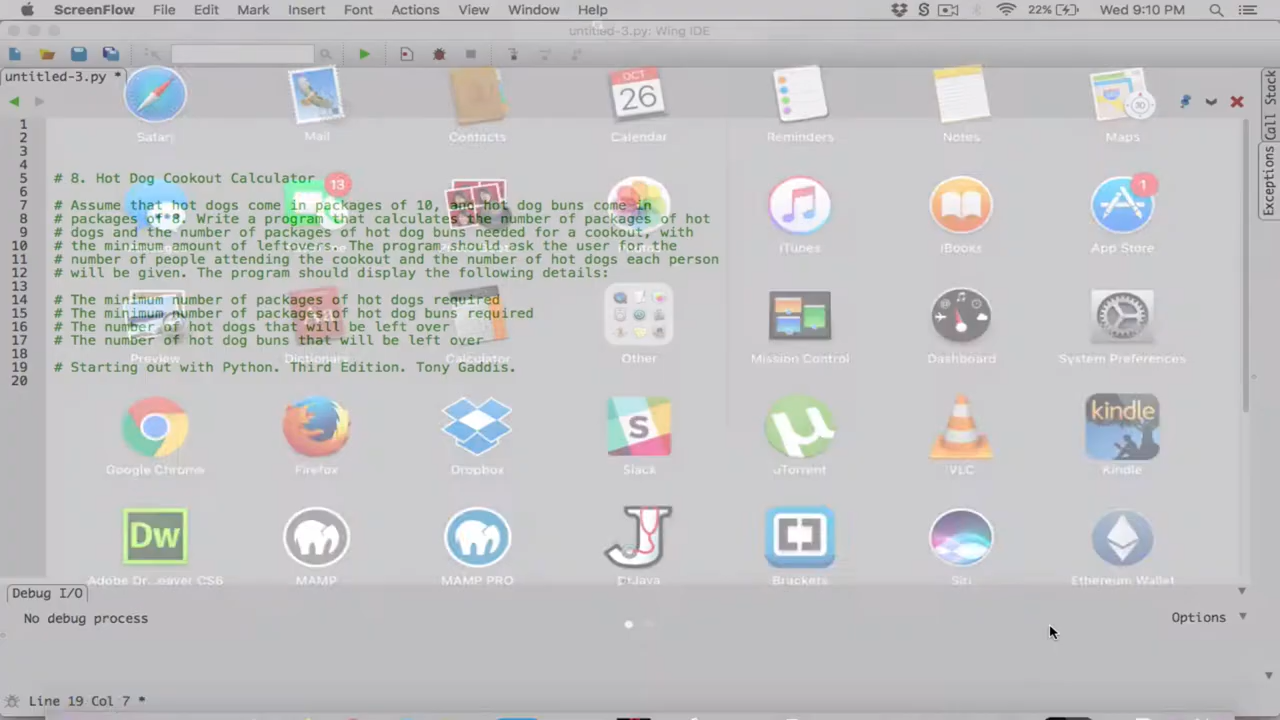 ScreenFlow File Edit Mark Insert Font Actions View Window Help 22% Wed 9:10 PM
untitled-3.py: Wing IDE
untitled-3.py *
Call Stack
Exceptions
OCT
26
Safari Mail Contacts Calendar Reminders Notes Maps
13
1
iTunes iBooks App Store
Preview Dictionary Calculator Other Mission Control Dashboard System Preferences
kindle
Google Chrome Firefox Dropbox Slack uTorrent VLC Kindle
Dw
Adobe Dr...eaver CS6 MAMP MAMP PRO DrJava Brackets Siri Ethereum Wallet
1
2
3
4
5 # 8. Hot Dog Cookout Calculator
6
7 # Assume that hot dogs come in packages of 10, and hot dog buns come in
8 # packages of 8. Write a program that calculates the number of packages of hot
9 # dogs and the number of packages of hot dog buns needed for a cookout, with
10 # the minimum amount of leftovers. The program should ask the user for the
11 # number of people attending the cookout and the number of hot dogs each person
12 # will be given. The program should display the following details:
13
14 # The minimum number of packages of hot dogs required
15 # The minimum number of packages of hot dog buns required
16 # The number of hot dogs that will be left over
17 # The number of hot dog buns that will be left over
18
19 # Starting out with Python. Third Edition. Tony Gaddis.
20
Debug I/O
No debug process Options
Line 19 Col 7 *